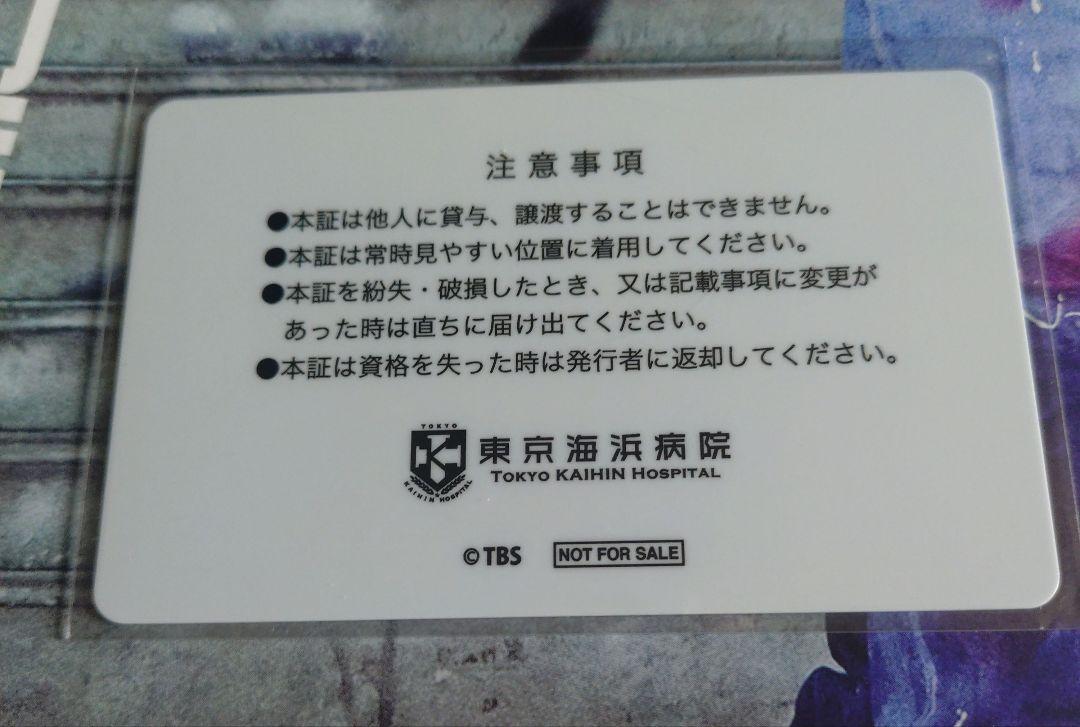 注意事項
●本証は他人に貸与、譲渡することはできません。
●本証は常時見やすい位置に着用してください。
●本証を紛失・破損したとき、又は記載事項に変更が
あった時は直ちに届け出てください。
●本証は資格を失った時は発行者に返却してください。
TOKYO
KAIHIN HOSPITAL
東京海浜病院
TOKYO KAIHIN HOSPITAL
©TBS
NOT FOR SALE